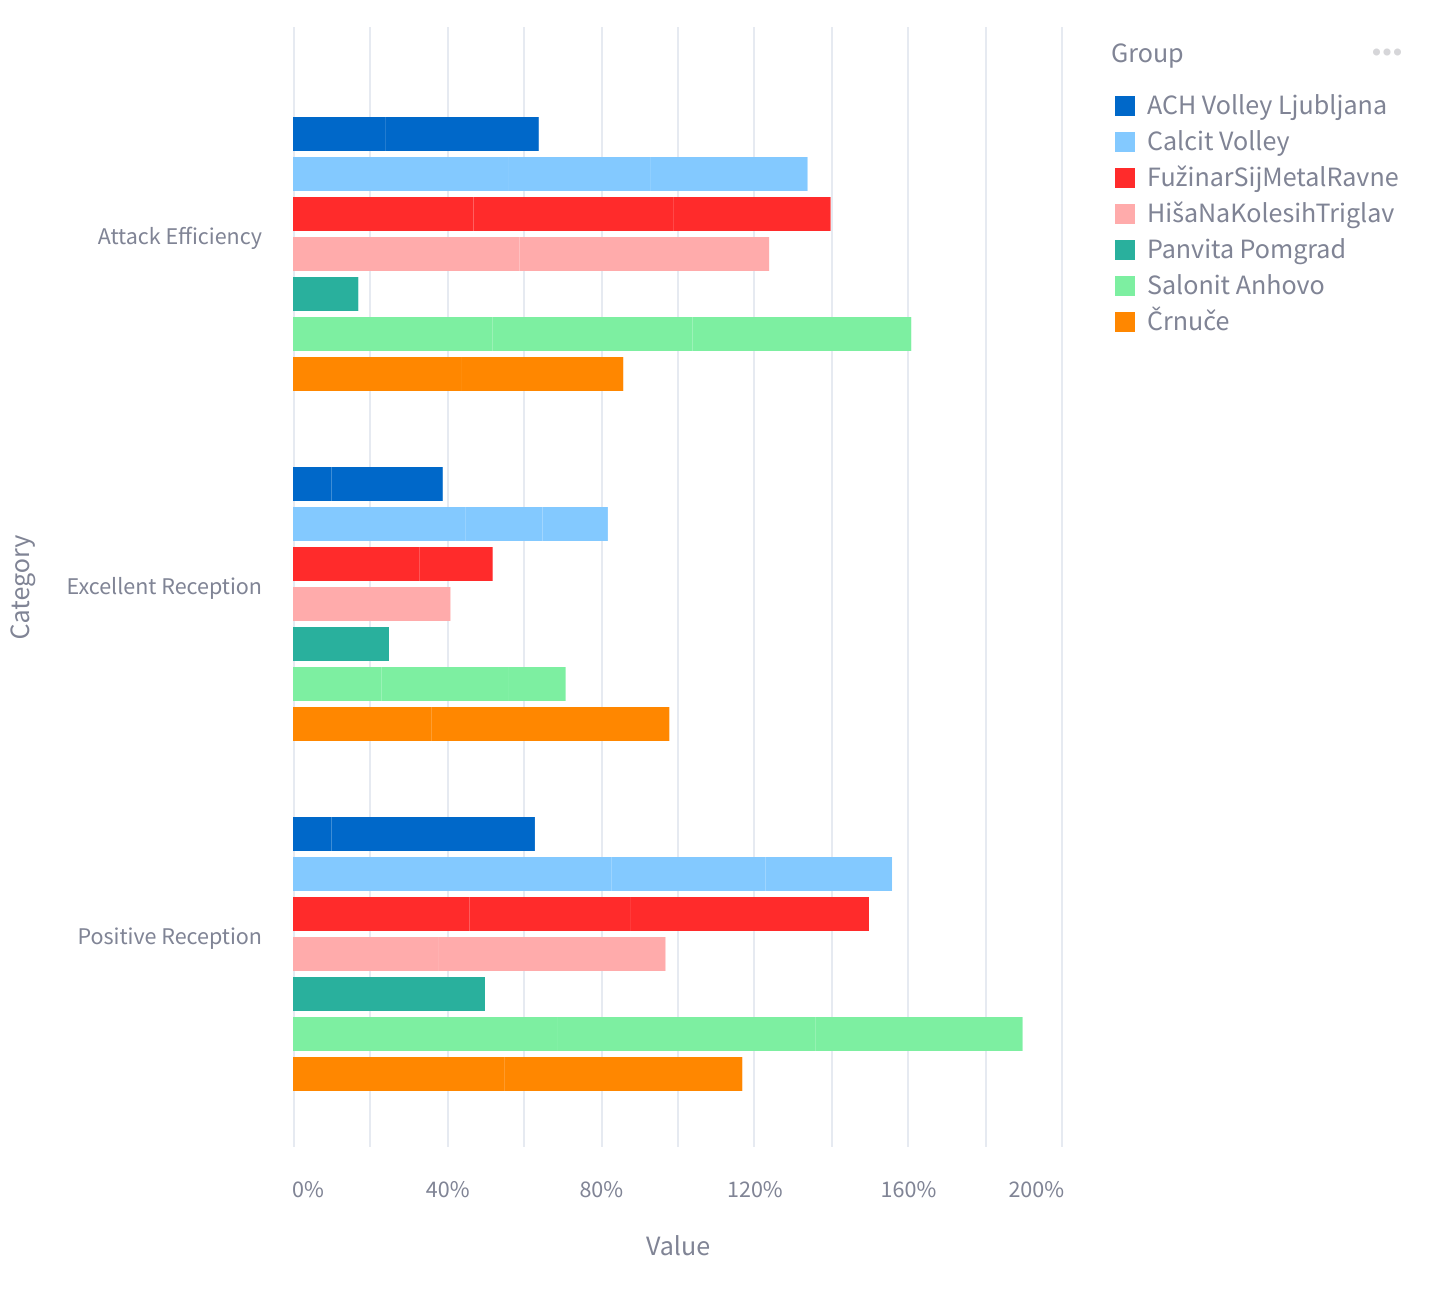 Group
ACH Volley Ljubljana
Calcit Volley
FužinarSijMetalRavne
HišaNaKolesihTriglav
Panvita Pomgrad
Salonit Anhovo
Črnuče
Category
Attack Efficiency
Excellent Reception
Positive Reception
0% 40% 80% 120% 160% 200%
Value